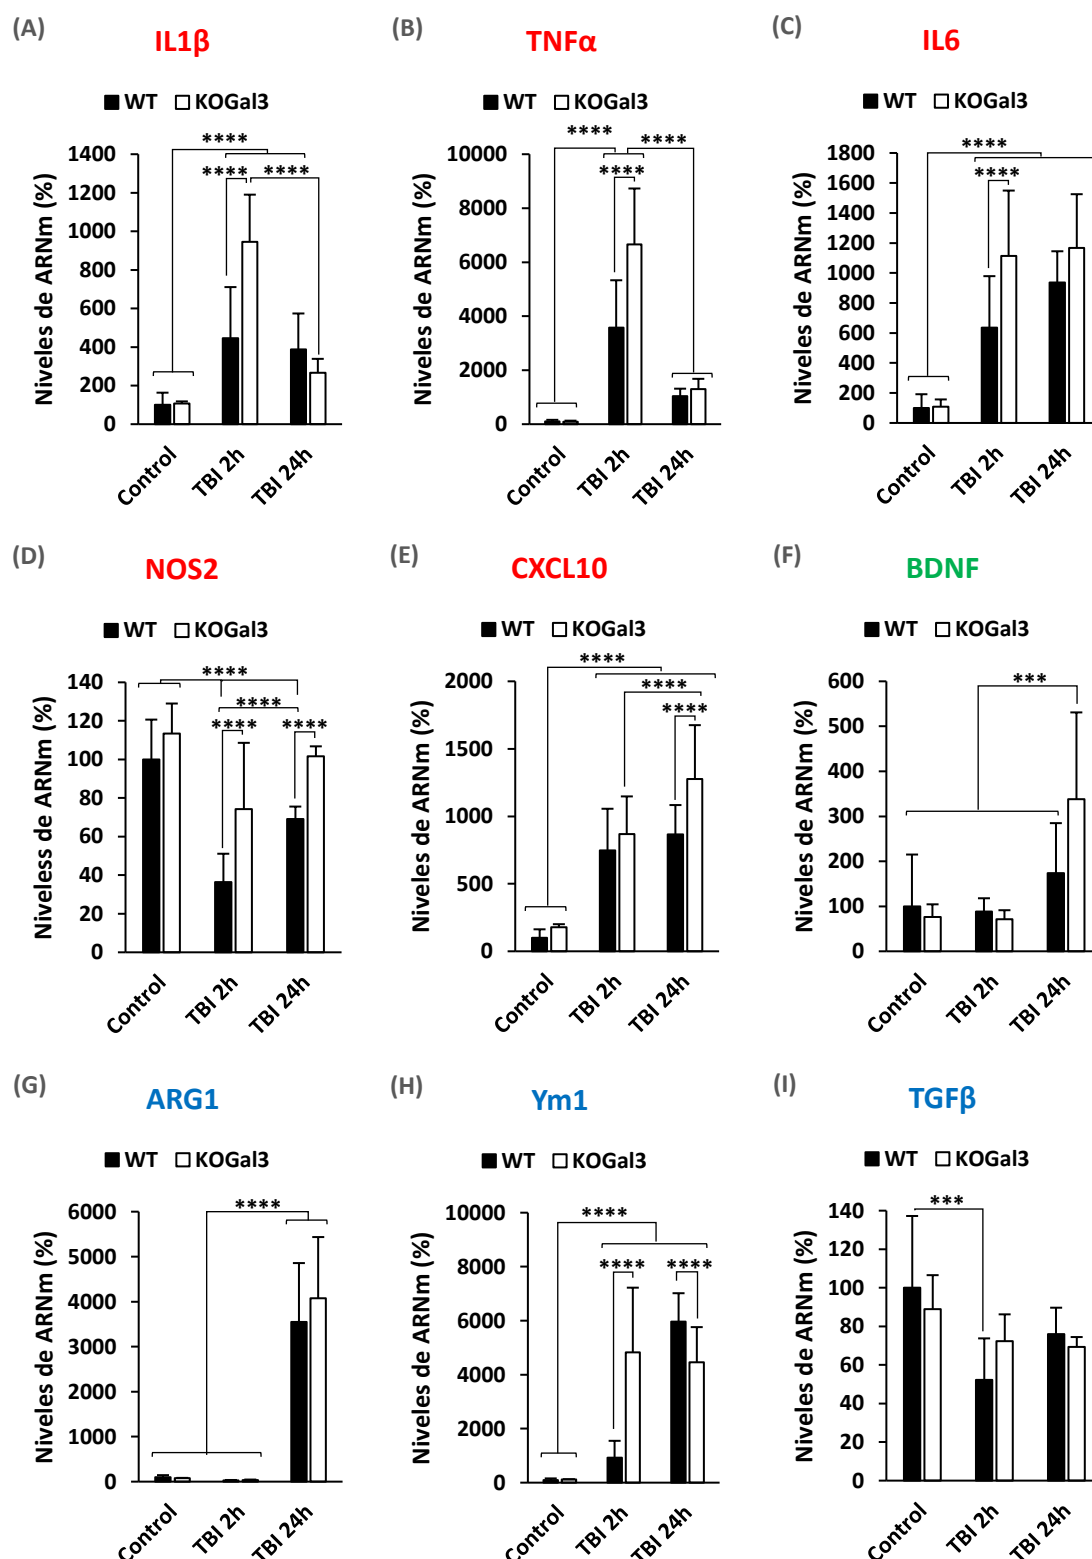 (A)
IL1β
WT KOGal3
****
**** ****
Niveles de ARNm (%)
1400
1200
1000
800
600
400
200
0
Control
TBI 2h
TBI 24h
(B)
TNFα
WT KOGal3
**** ****
****
Niveles de ARNm (%)
10000
8000
6000
4000
2000
0
Control
TBI 2h
TBI 24h
(C)
IL6
WT KOGal3
****
****
Niveles de ARNm (%)
1800
1600
1400
1200
1000
800
600
400
200
0
Control
TBI 2h
TBI 24h
(D)
NOS2
WT KOGal3
****
****
**** ****
Niveless de ARNm (%)
140
120
100
80
60
40
20
0
Control
TBI 2h
TBI 24h
(E)
CXCL10
WT KOGal3
****
****
****
Niveles de ARNm (%)
2000
1500
1000
500
0
Control
TBI 2h
TBI 24h
(F)
BDNF
WT KOGal3
***
Niveles de ARNm (%)
600
500
400
300
200
100
0
Control
TBI 2h
TBI 24h
(G)
ARG1
WT KOGal3
****
Niveles de ARNm (%)
6000
5000
4000
3000
2000
1000
0
Control
TBI 2h
TBI 24h
(H)
Ym1
WT KOGal3
****
**** ****
Niveles de ARNm (%)
10000
8000
6000
4000
2000
0
Control
TBI 2h
TBI 24h
(I)
TGFβ
WT KOGal3
***
Niveles de ARNm (%)
140
120
100
80
60
40
20
0
Control
TBI 2h
TBI 24h